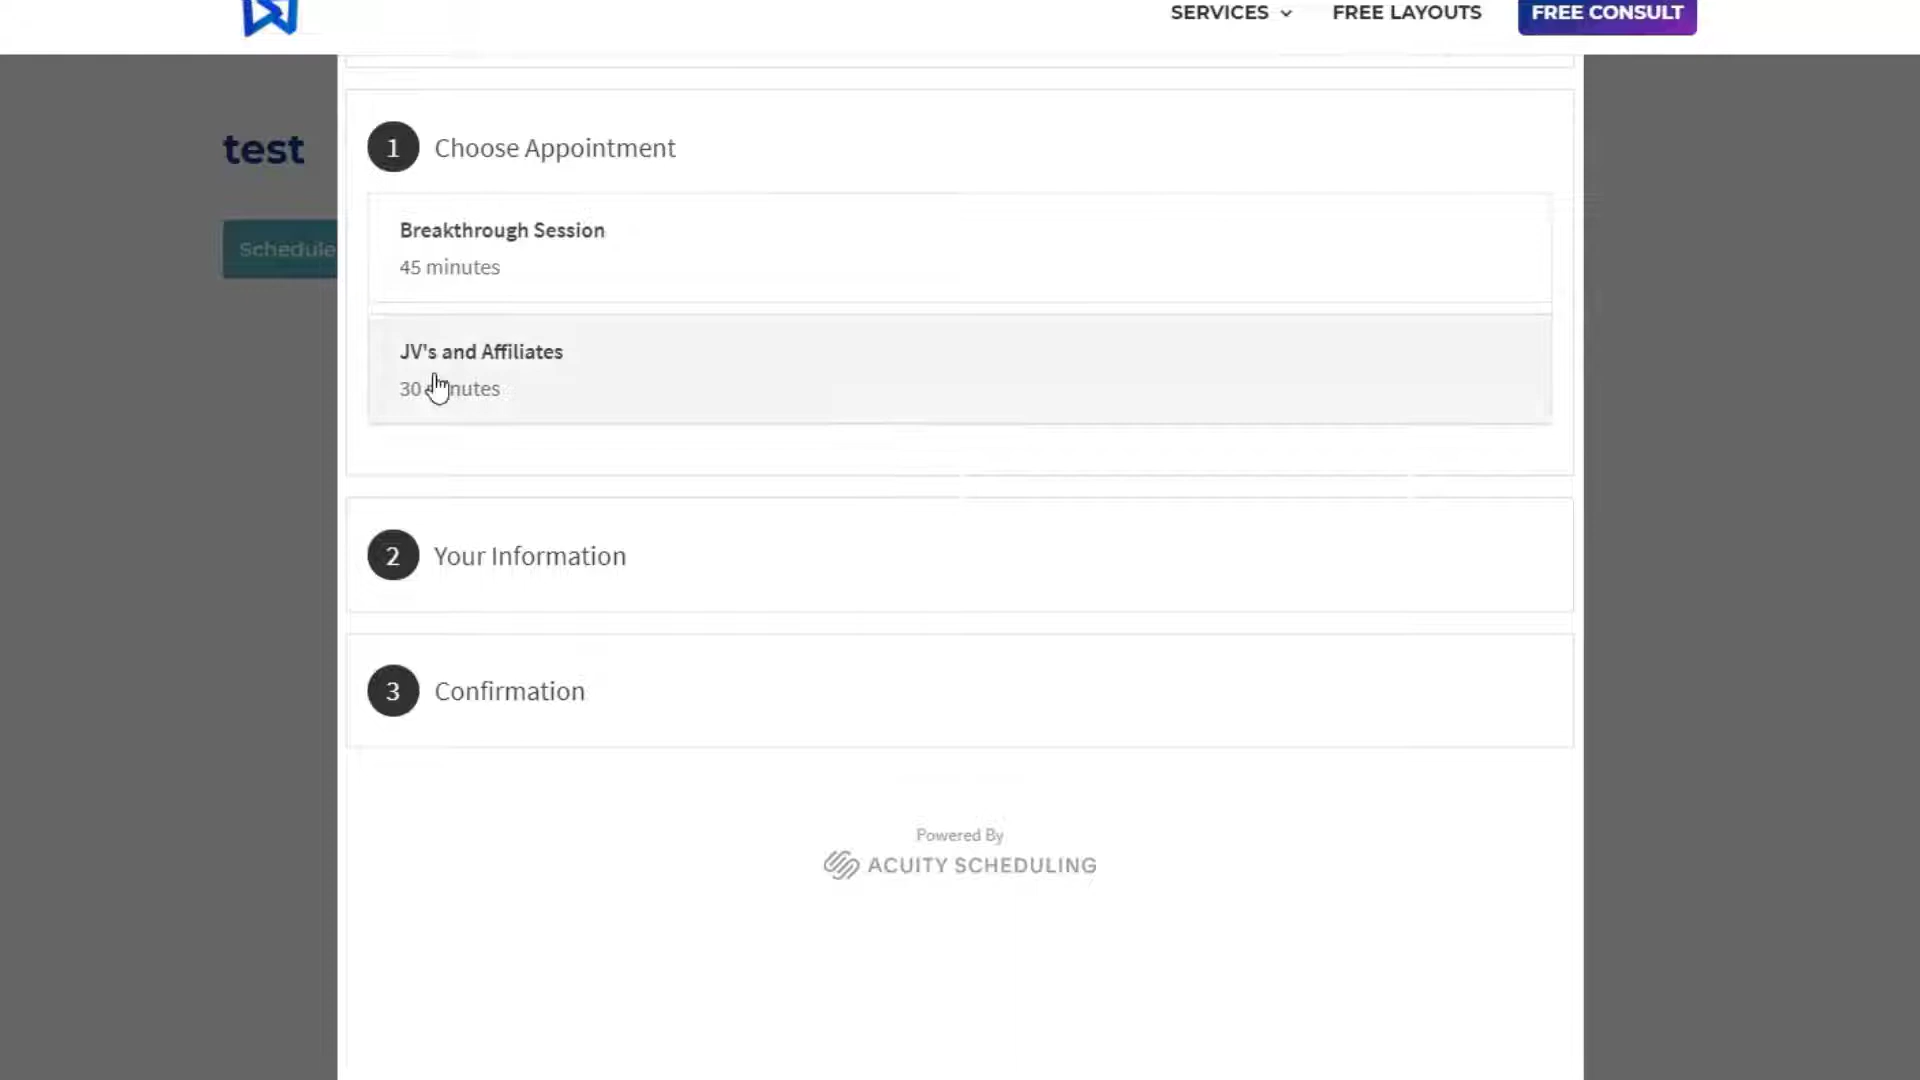 SERVICES
FREE LAYOUTS
FREE CONSULT
test
Schedule
1 Choose Appointment
Breakthrough Session
45 minutes
JV's and Affiliates
30 minutes
2 Your Information
3 Confirmation
Powered By
ACUITY SCHEDULING